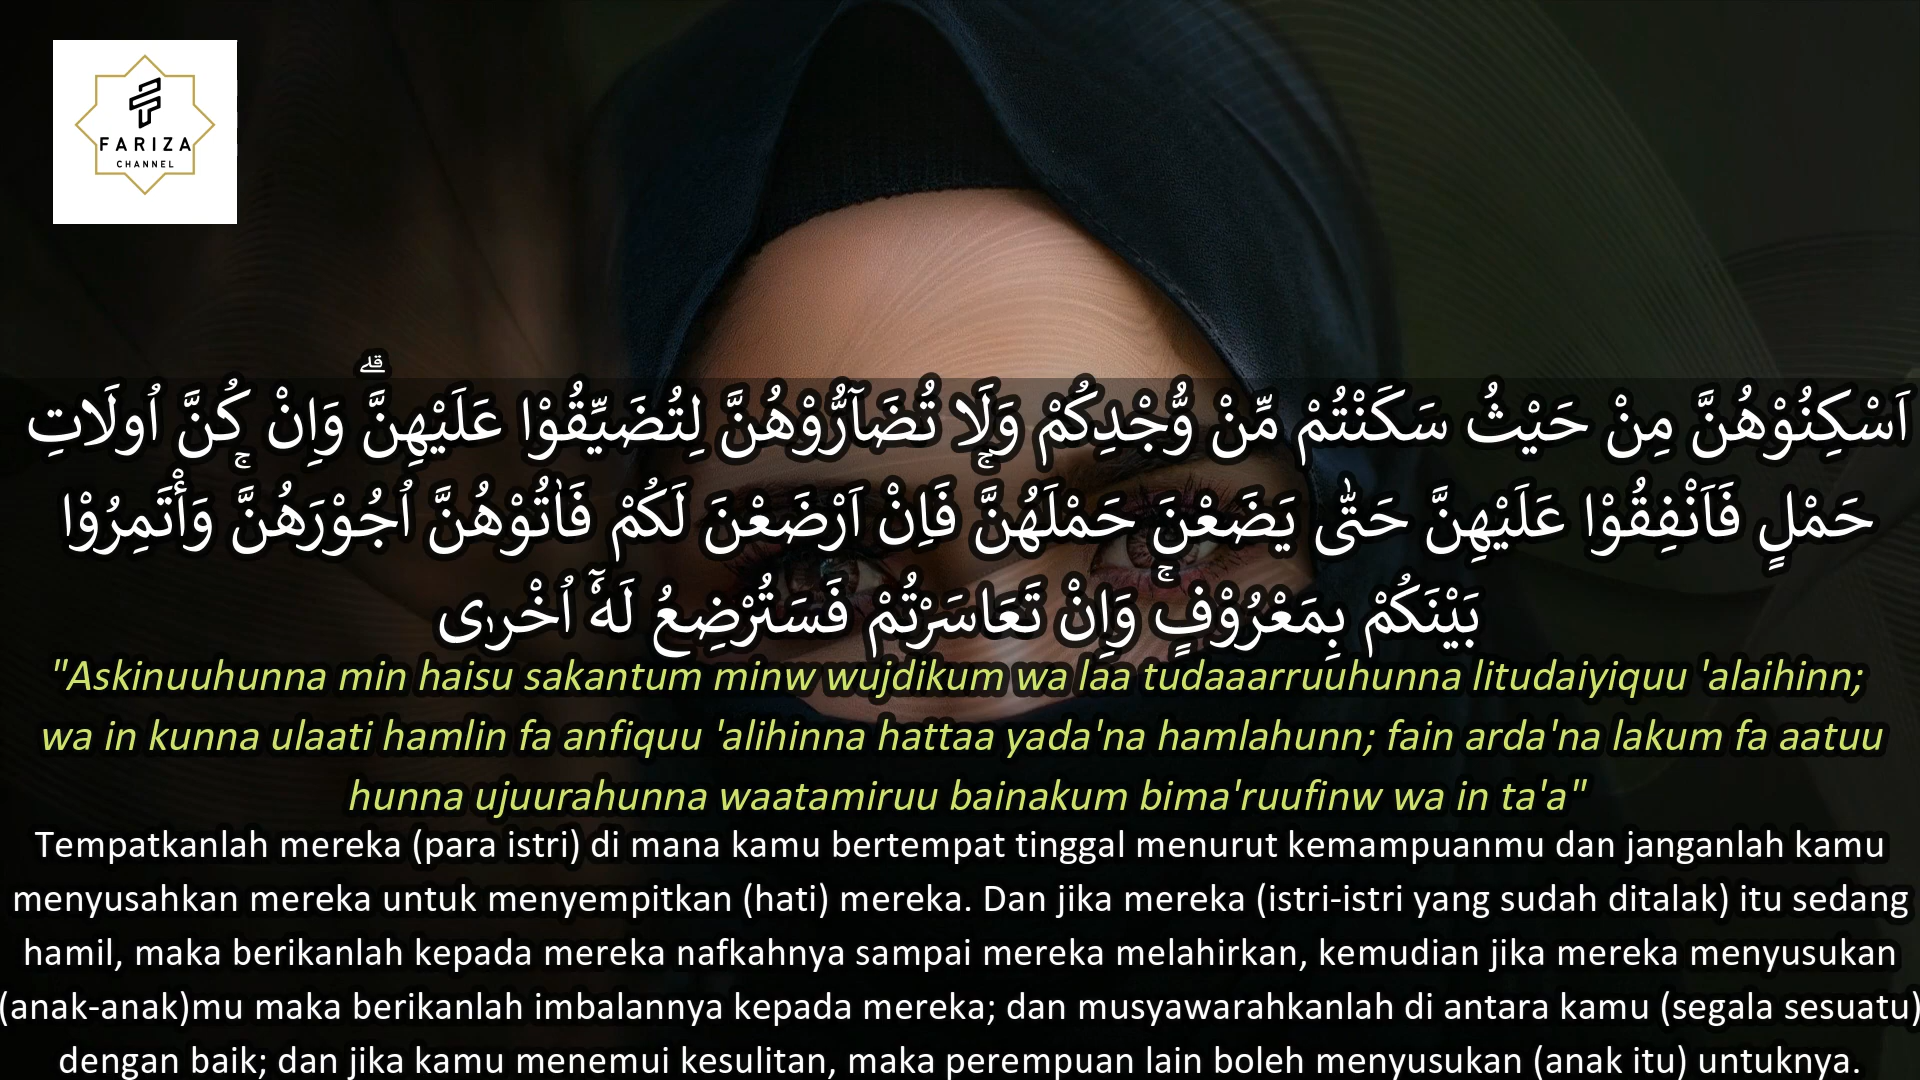 FARIZA
CHANNEL
اَسْكِنُوْهُنَّ مِنْ حَيْثُ سَكَنْتُمْ مِّنْ وُّجْدِكُمْ وَلَا تُضَاۤرُّوْهُنَّ لِتُضَيِّقُوْا عَلَيْهِنَّۗ وَاِنْ كُنَّ اُولَاتِ
حَمْلٍ فَاَنْفِقُوْا عَلَيْهِنَّ حَتّٰى يَضَعْنَ حَمْلَهُنَّۚ فَاِنْ اَرْضَعْنَ لَكُمْ فَاٰتُوْهُنَّ اُجُوْرَهُنَّۚ وَأْتَمِرُوْا
بَيْنَكُمْ بِمَعْرُوْفٍۚ وَاِنْ تَعَاسَرْتُمْ فَسَتُرْضِعُ لَهٗٓ اُخْرٰى
"Askinuuhunna min haisu sakantum minw wujdikum wa laa tudaaarruuhunna litudaiyiquu 'alaihinn;
wa in kunna ulaati hamlin fa anfiquu 'alihinna hattaa yada'na hamlahunn; fain arda'na lakum fa aatuu
hunna ujuurahunna waatamiruu bainakum bima'ruufinw wa in ta'a"
Tempatkanlah mereka (para istri) di mana kamu bertempat tinggal menurut kemampuanmu dan janganlah kamu
menyusahkan mereka untuk menyempitkan (hati) mereka. Dan jika mereka (istri-istri yang sudah ditalak) itu sedang
hamil, maka berikanlah kepada mereka nafkahnya sampai mereka melahirkan, kemudian jika mereka menyusukan
(anak-anak)mu maka berikanlah imbalannya kepada mereka; dan musyawarahkanlah di antara kamu (segala sesuatu)
dengan baik; dan jika kamu menemui kesulitan, maka perempuan lain boleh menyusukan (anak itu) untuknya.